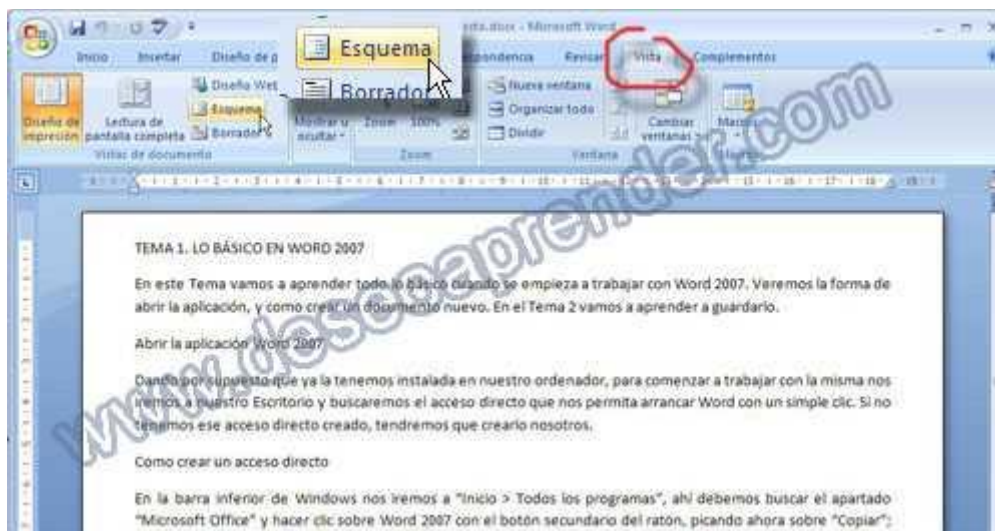 vista.docx - Microsoft Word
Inicio Insertar Diseño de p
Correspondencia Revisar Vista Complementos
Esquema
Borrador
Diseño de impresión
Lectura de pantalla completa
Diseño Web
Esquema
Borrador
Mostrar u ocultar
Zoom 100%
Nueva ventana
Organizar todo
Dividir
Cambiar ventanas
Macros
Vistas de documento
Zoom
Ventana
Macros
TEMA 1. LO BÁSICO EN WORD 2007
En este Tema vamos a aprender todo lo básico cuando se empieza a trabajar con Word 2007. Veremos la forma de
abrir la aplicación, y como crear un documento nuevo. En el Tema 2 vamos a aprender a guardarlo.
Abrir la aplicación Word 2007
Dando por supuesto que ya la tenemos instalada en nuestro ordenador, para comenzar a trabajar con la misma nos
iremos a nuestro Escritorio y buscaremos el acceso directo que nos permita arrancar Word con un simple clic. Si no
tenemos ese acceso directo creado, tendremos que crearlo nosotros.
Como crear un acceso directo
En la barra inferior de Windows nos iremos a "Inicio > Todos los programas", ahí debemos buscar el apartado
"Microsoft Office" y hacer clic sobre Word 2007 con el botón secundario del ratón, picando ahora sobre "Copiar";
www.deseoaprender.com